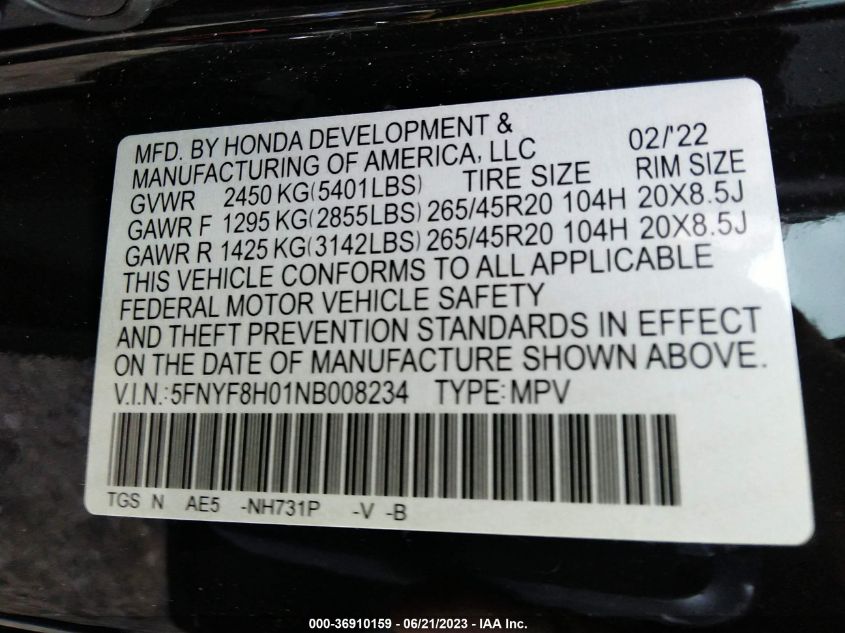 MFD. BY HONDA DEVELOPMENT & 02/'22
MANUFACTURING OF AMERICA, LLC
GVWR 2450 KG(5401LBS) TIRE SIZE RIM SIZE
GAWR F 1295 KG(2855LBS) 265/45R20 104H 20X8.5J
GAWR R 1425 KG(3142LBS) 265/45R20 104H 20X8.5J
THIS VEHICLE CONFORMS TO ALL APPLICABLE
FEDERAL MOTOR VEHICLE SAFETY
AND THEFT PREVENTION STANDARDS IN EFFECT
ON THE DATE OF MANUFACTURE SHOWN ABOVE.
V.I.N.:5FNYF8H01NB008234 TYPE:MPV
TGS N AE5 -NH731P -V -B
000-36910159 - 06/21/2023 - IAA Inc.